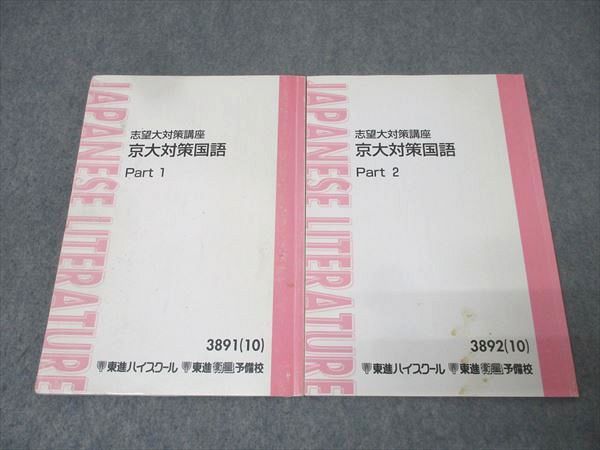 JAPANESE LITERATURE
志望大対策講座
京大対策国語
Part 1
3891(10)
東進ハイスクール 東進衛星予備校
JAPANESE LITERATURE
志望大対策講座
京大対策国語
Part 2
3892(10)
東進ハイスクール 東進衛星予備校